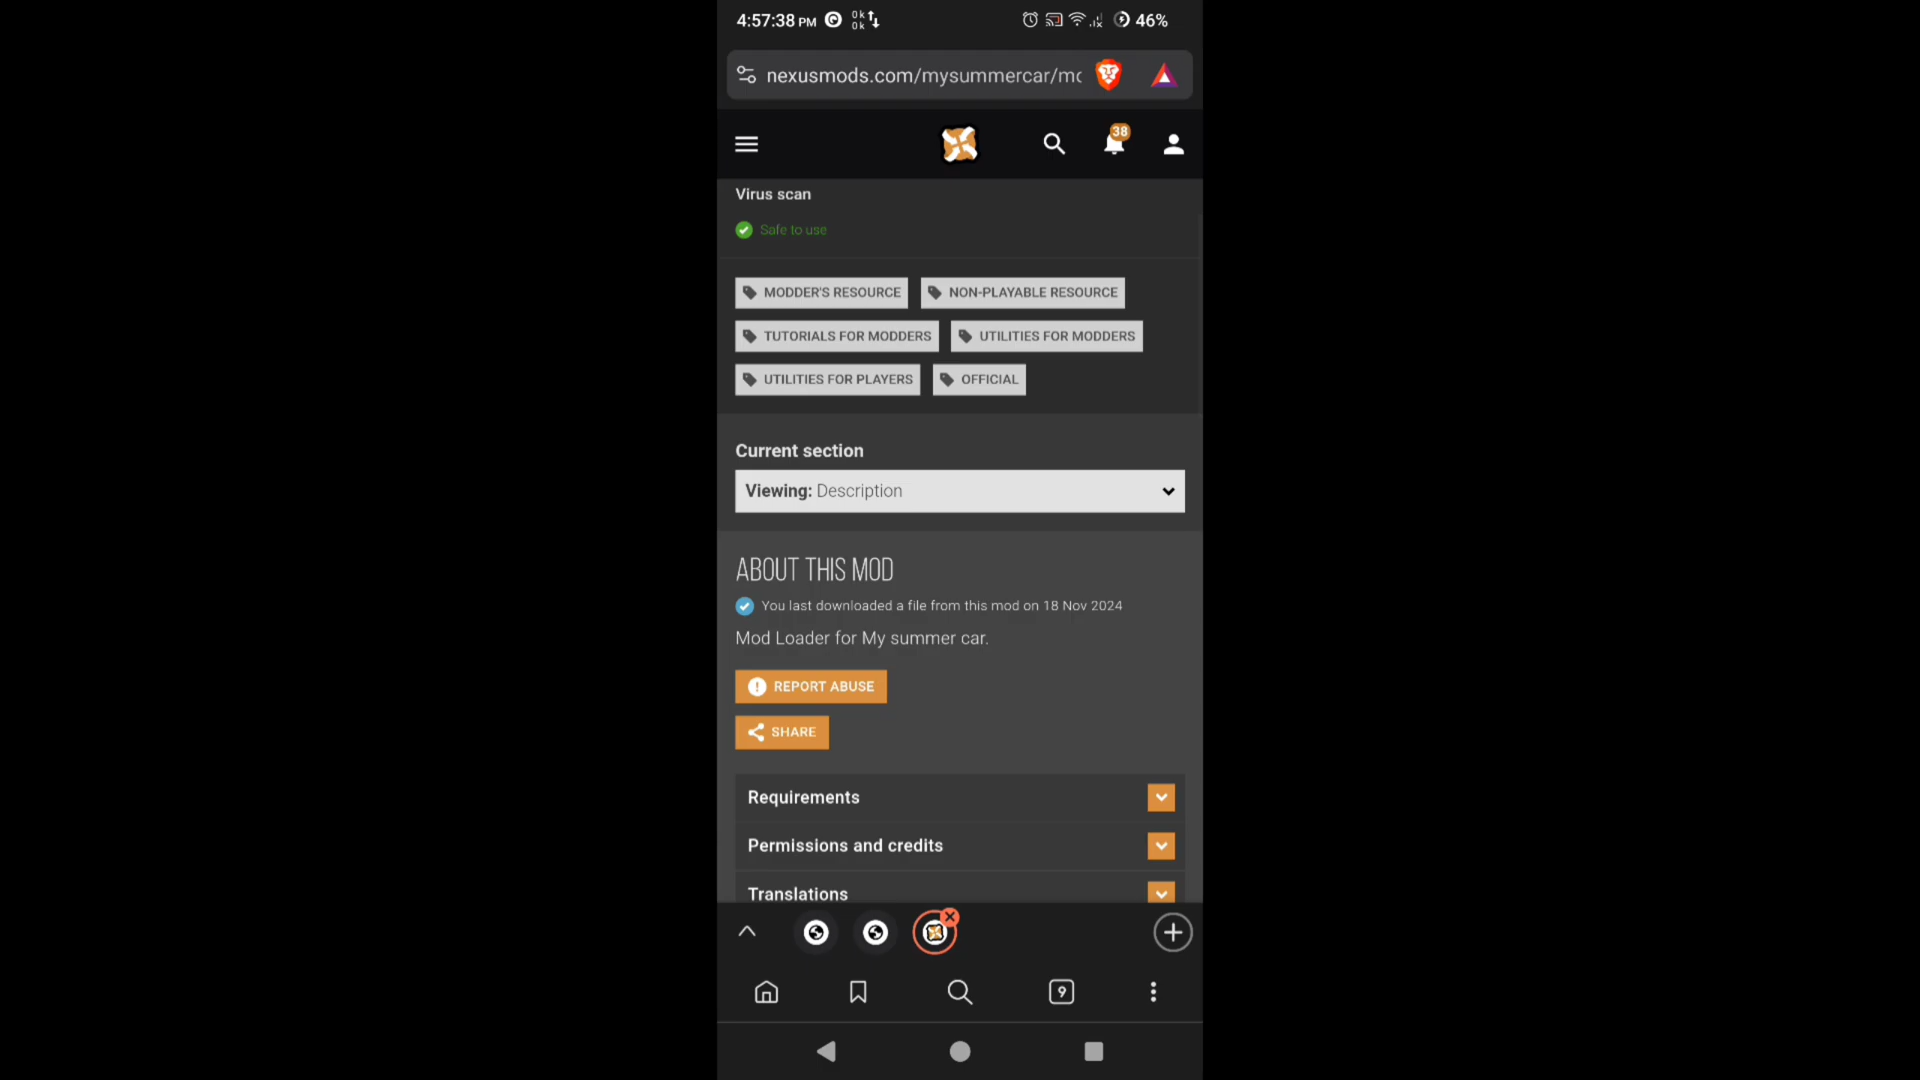 4:57:38 PM 0k 0k 46%
nexusmods.com/mysummercar/mo
38
Virus scan
Safe to use
MODDER'S RESOURCE NON-PLAYABLE RESOURCE
TUTORIALS FOR MODDERS UTILITIES FOR MODDERS
UTILITIES FOR PLAYERS OFFICIAL
Current section
Viewing: Description
ABOUT THIS MOD
You last downloaded a file from this mod on 18 Nov 2024
Mod Loader for My summer car.
REPORT ABUSE
SHARE
Requirements
Permissions and credits
Translations
9